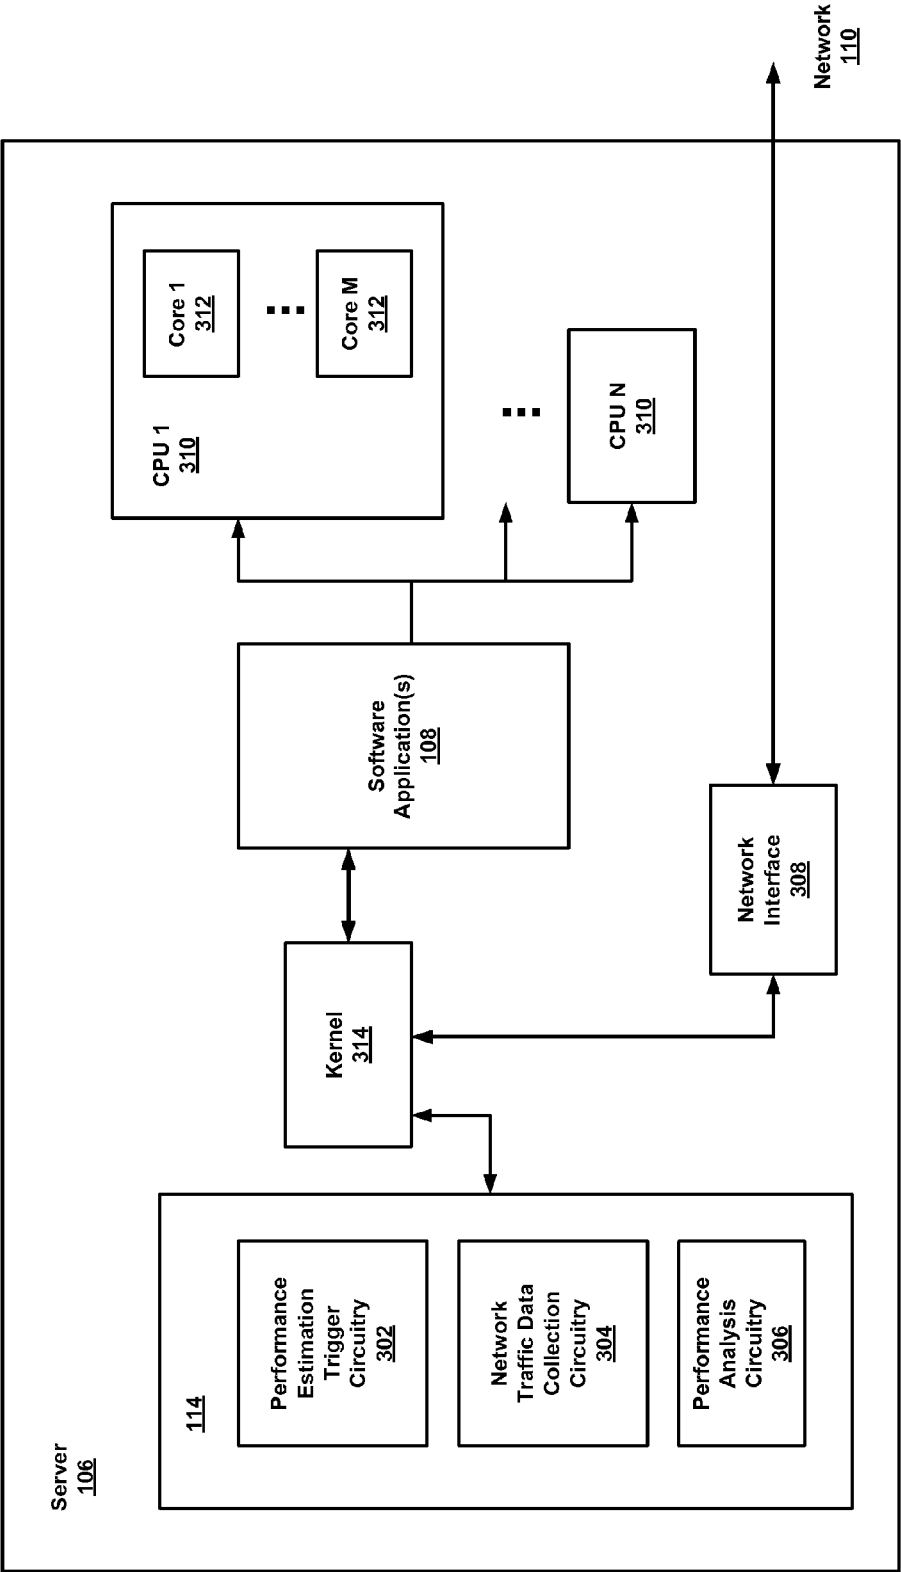 Server
106
114
Performance
Estimation
Trigger
Circuitry
302
Network
Traffic Data
Collection
Circuitry
304
Performance
Analysis
Circuitry
306
Kernel
314
Software
Application(s)
108
Network
Interface
308
CPU 1
310
Core 1
312
Core M
312
CPU N
310
Network
110